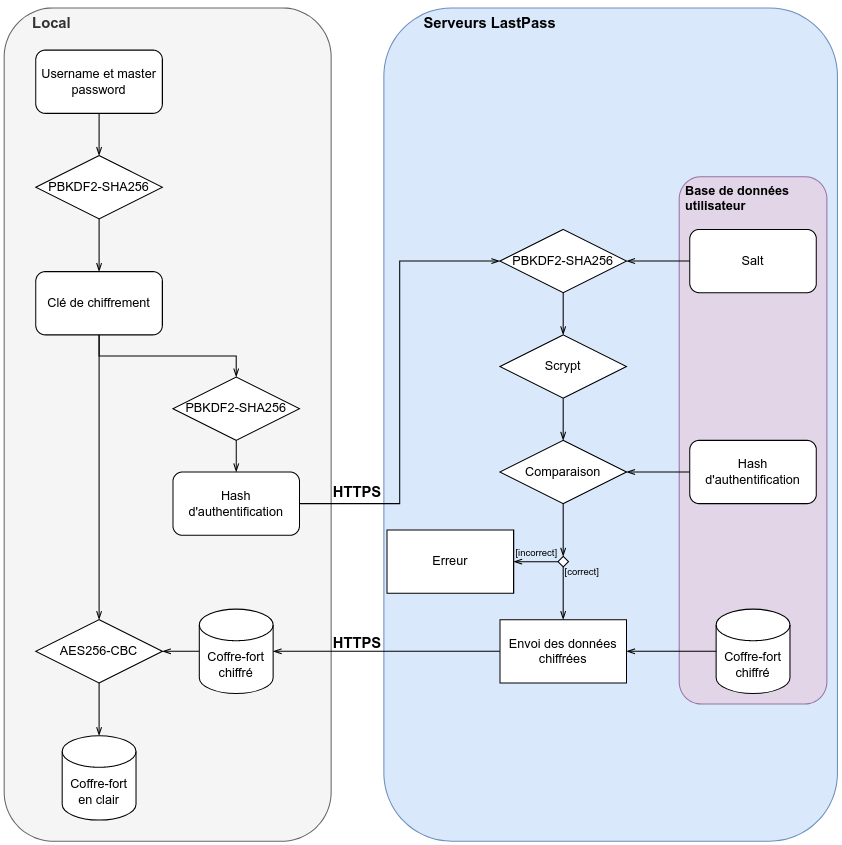 Local
Username et master
password
PBKDF2-SHA256
Clé de chiffrement
PBKDF2-SHA256
Hash
d'authentification
AES256-CBC
Coffre-fort
chiffré
Coffre-fort
en clair
HTTPS
HTTPS
Serveurs LastPass
PBKDF2-SHA256
Scrypt
Comparaison
[incorrect]
[correct]
Erreur
Envoi des données
chiffrées
Base de données
utilisateur
Salt
Hash
d'authentification
Coffre-fort
chiffré